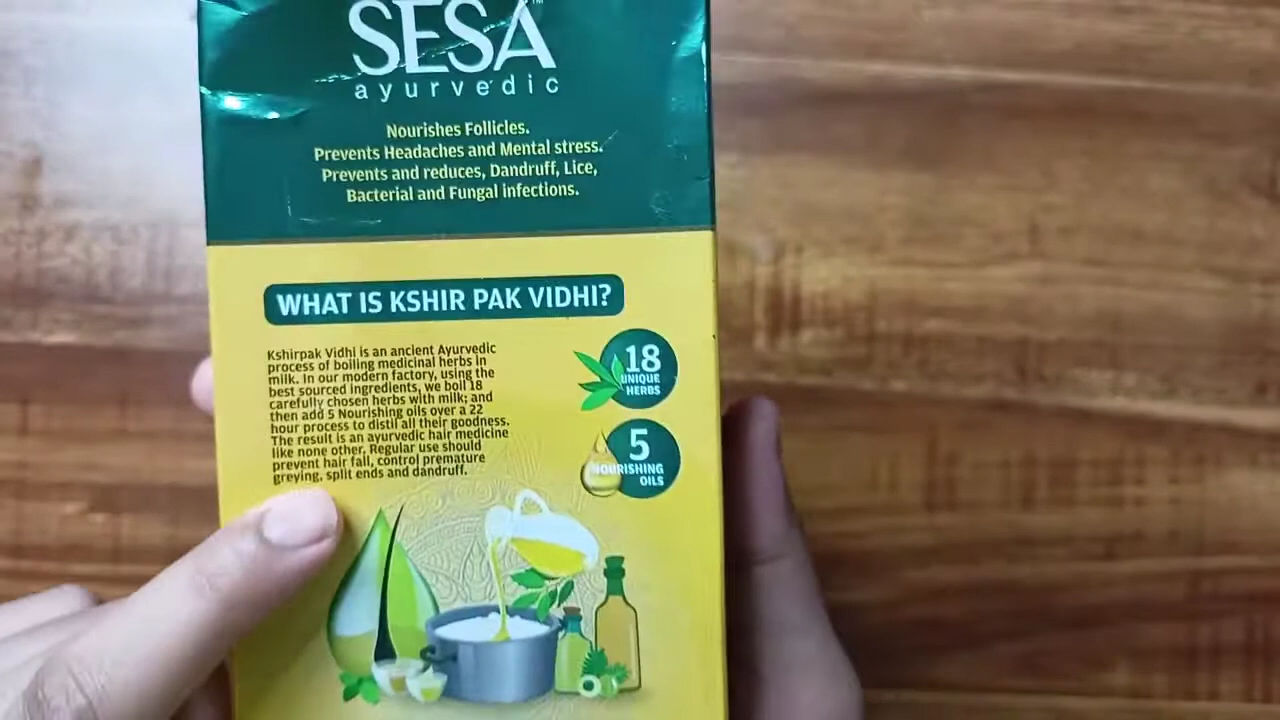 SESA™
ayurvedic
Nourishes Follicles.
Prevents Headaches and Mental stress.
Prevents and reduces, Dandruff, Lice,
Bacterial and Fungal infections.
WHAT IS KSHIR PAK VIDHI?
Kshirpak Vidhi is an ancient Ayurvedic
process of boiling medicinal herbs in
milk. In our modern factory, using the
best sourced ingredients, we boil 18
carefully chosen herbs with milk; and
then add 5 Nourishing oils over a 22
hour process to distil all their goodness.
The result is an ayurvedic hair medicine
like none other. Regular use should
prevent hair fall, control premature
greying, split ends and dandruff.
18
UNIQUE
HERBS
5
NOURISHING
OILS